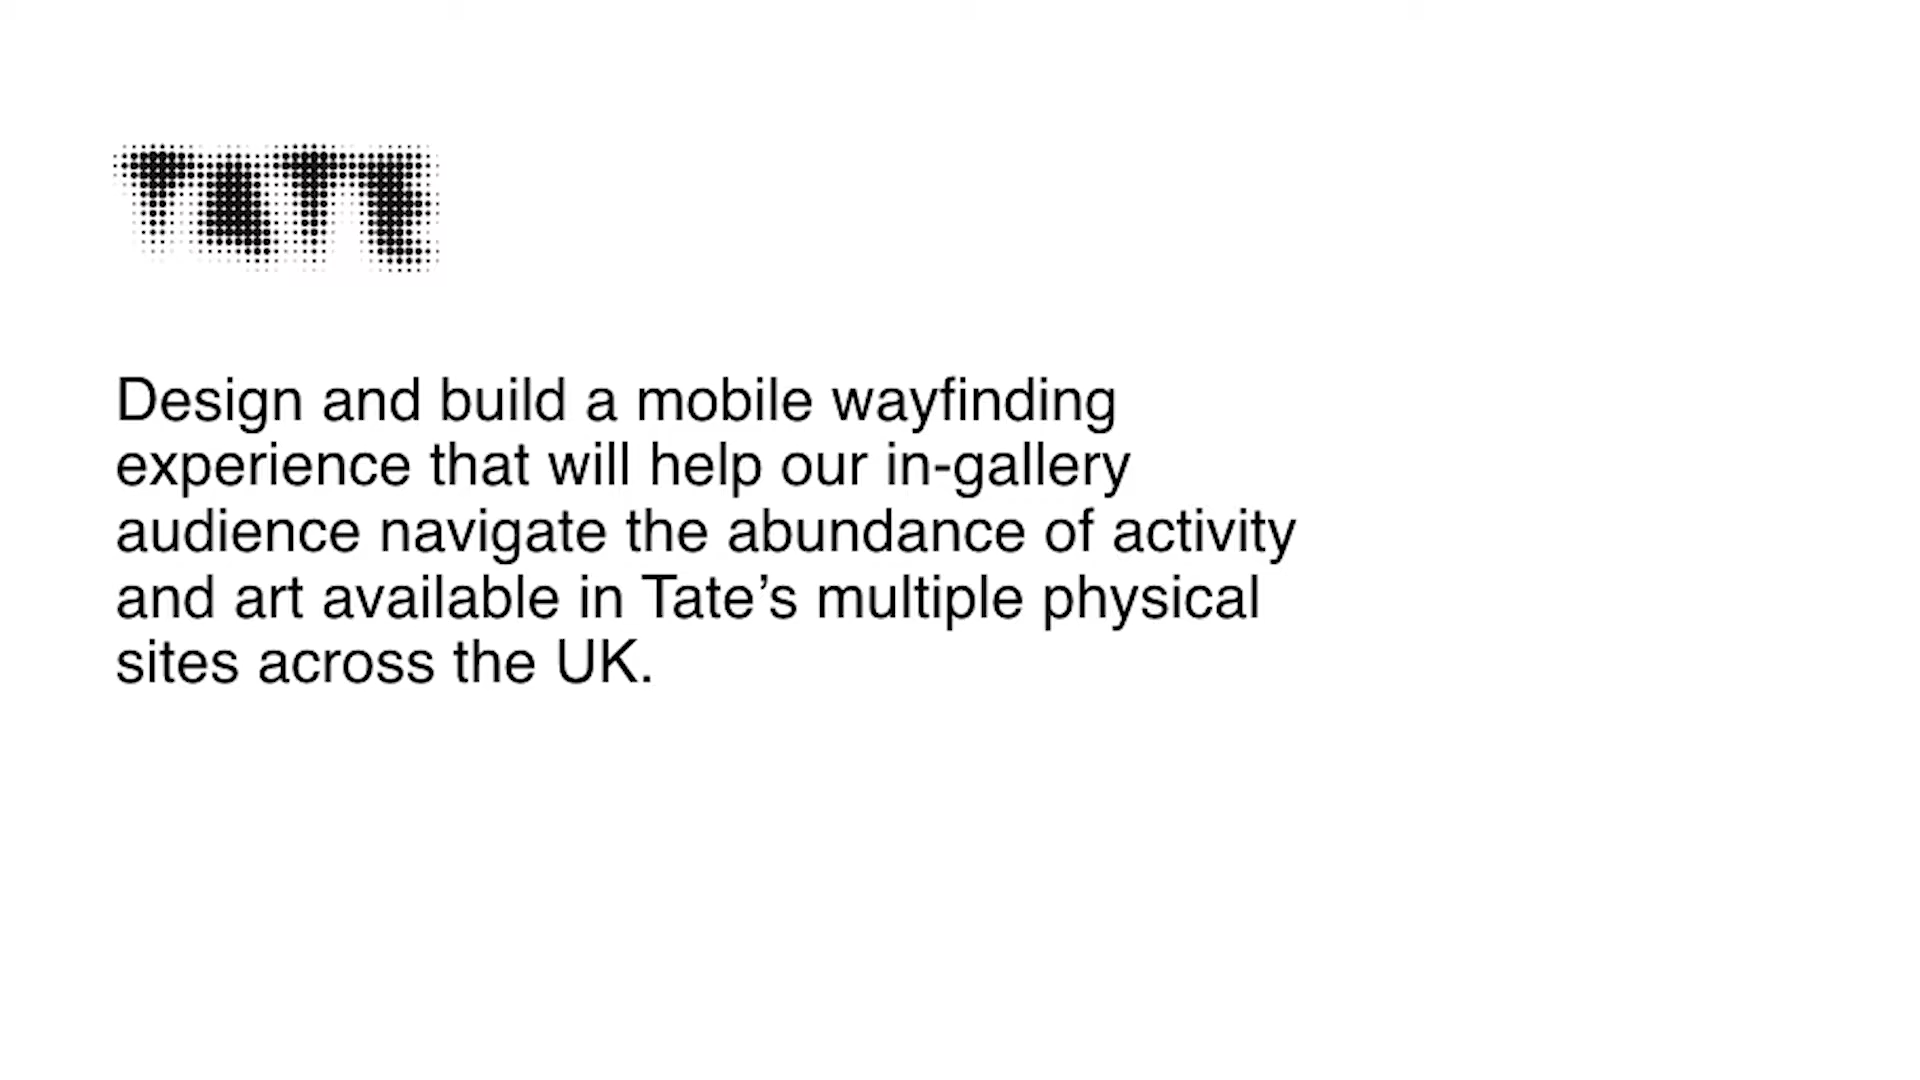 TATE
Design and build a mobile wayfinding
experience that will help our in-gallery
audience navigate the abundance of activity
and art available in Tate’s multiple physical
sites across the UK.